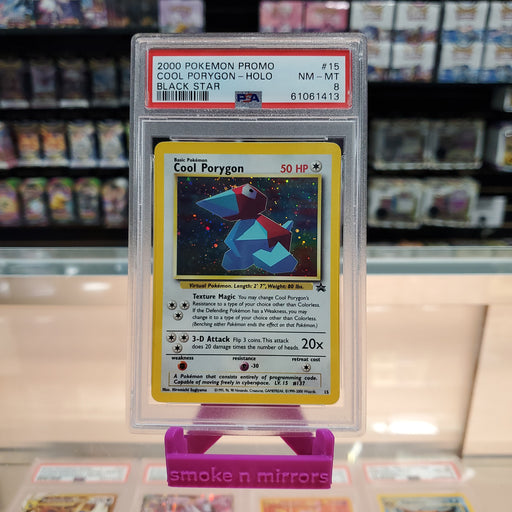 2000 POKEMON PROMO #15
COOL PORYGON-HOLO NM-MT
BLACK STAR 8
PSA 61061413
Basic Pokémon
Cool Porygon 50 HP
Virtual Pokémon. Length: 2' 7", Weight: 80 lbs.
Texture Magic You may change Cool Porygon's
Resistance to a type of your choice other than Colorless.
If the Defending Pokémon has a Weakness, you may
change it to a type of your choice other than Colorless.
(Benching either Pokémon ends the effect on that Pokémon.)
3-D Attack Flip 3 coins. This attack
does 20 damage times the number of heads. 20x
weakness resistance retreat cost
-30
A Pokémon that consists entirely of programming code.
Capable of moving freely in cyberspace. LV. 15 #137
Illus. Hiromichi Sugiyama
15
smoke n mirrors